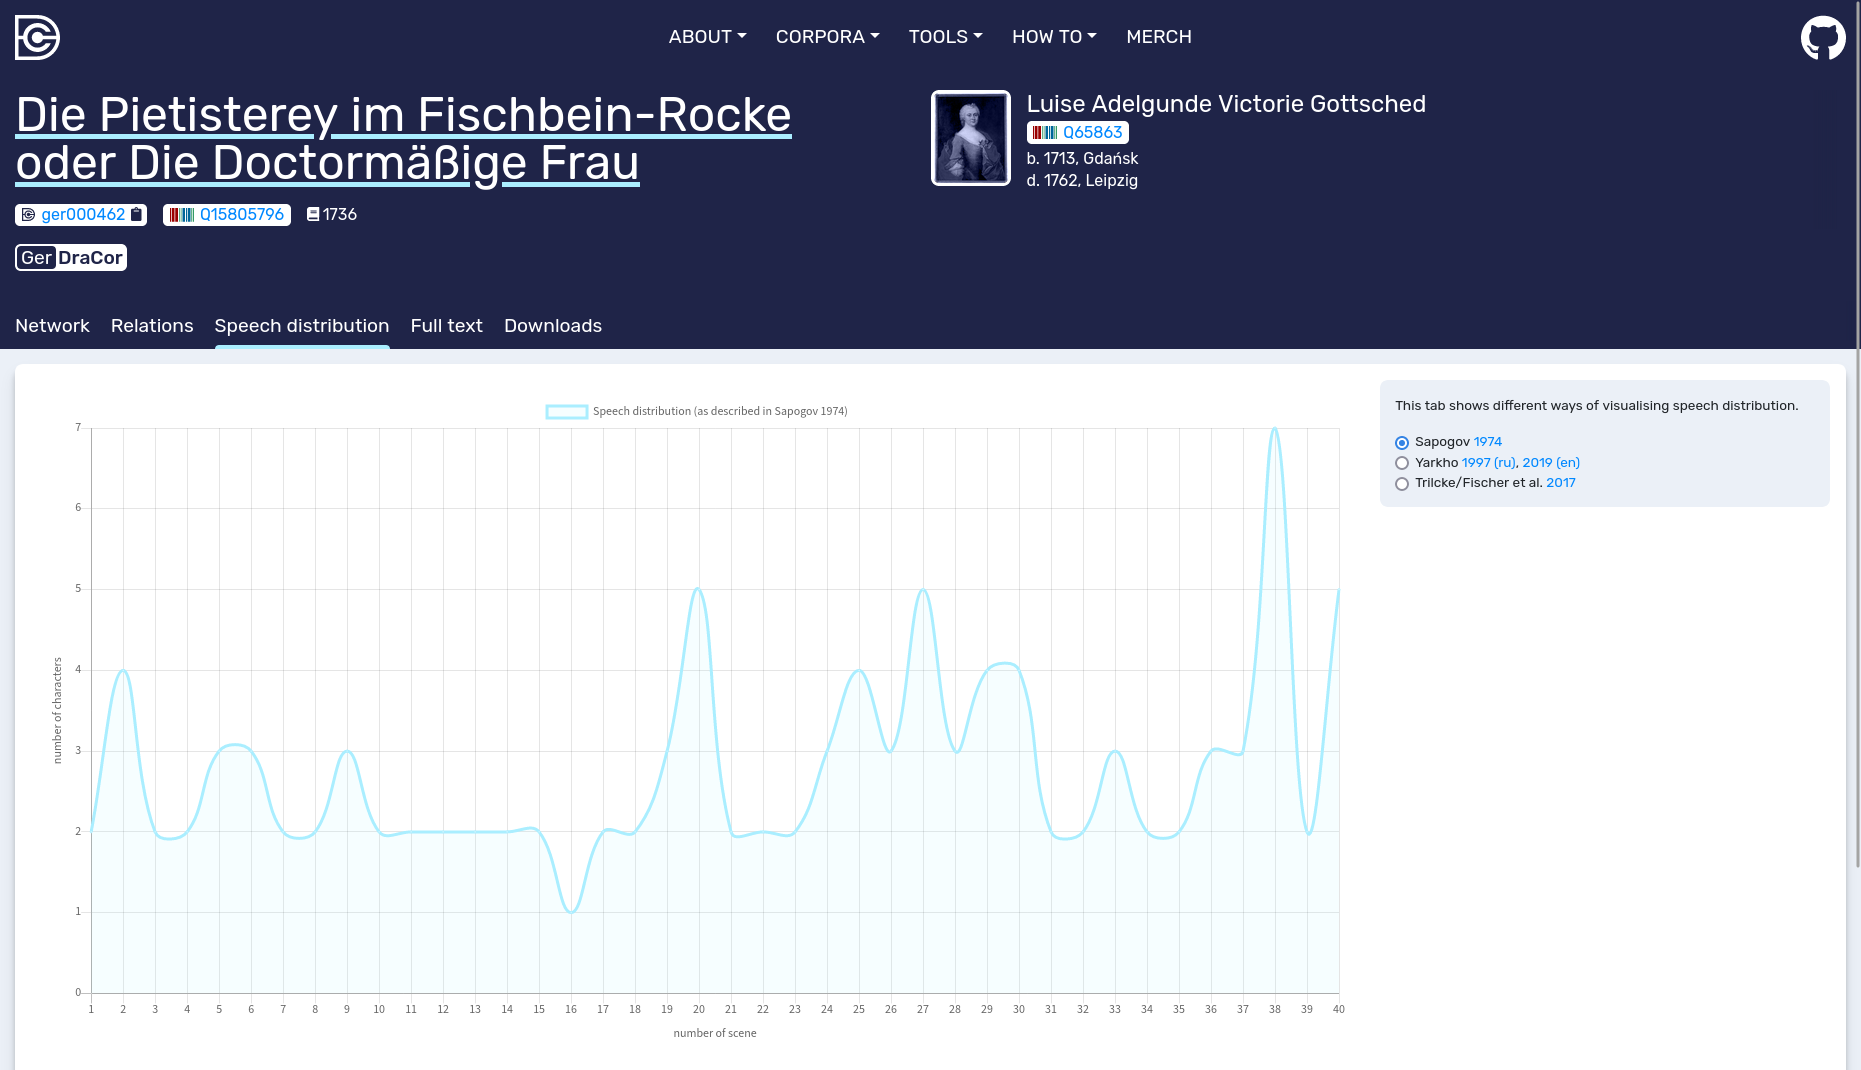 ABOUT CORPORA TOOLS HOW TO MERCH
Die Pietisterey im Fischbein-Rocke
oder Die Doctormäßige Frau
ger000462 Q15805796 1736
GerDraCor
Luise Adelgunde Victorie Gottsched
Q65863
b. 1713, Gdańsk
d. 1762, Leipzig
Network Relations Speech distribution Full text Downloads
Speech distribution (as described in Sapogov 1974)
7
6
5
4
3
2
1
0
number of characters
1 2 3 4 5 6 7 8 9 10 11 12 13 14 15 16 17 18 19 20 21 22 23 24 25 26 27 28 29 30 31 32 33 34 35 36 37 38 39 40
number of scene
This tab shows different ways of visualising speech distribution.
Sapogov 1974
Yarkho 1997 (ru), 2019 (en)
Trilcke/Fischer et al. 2017